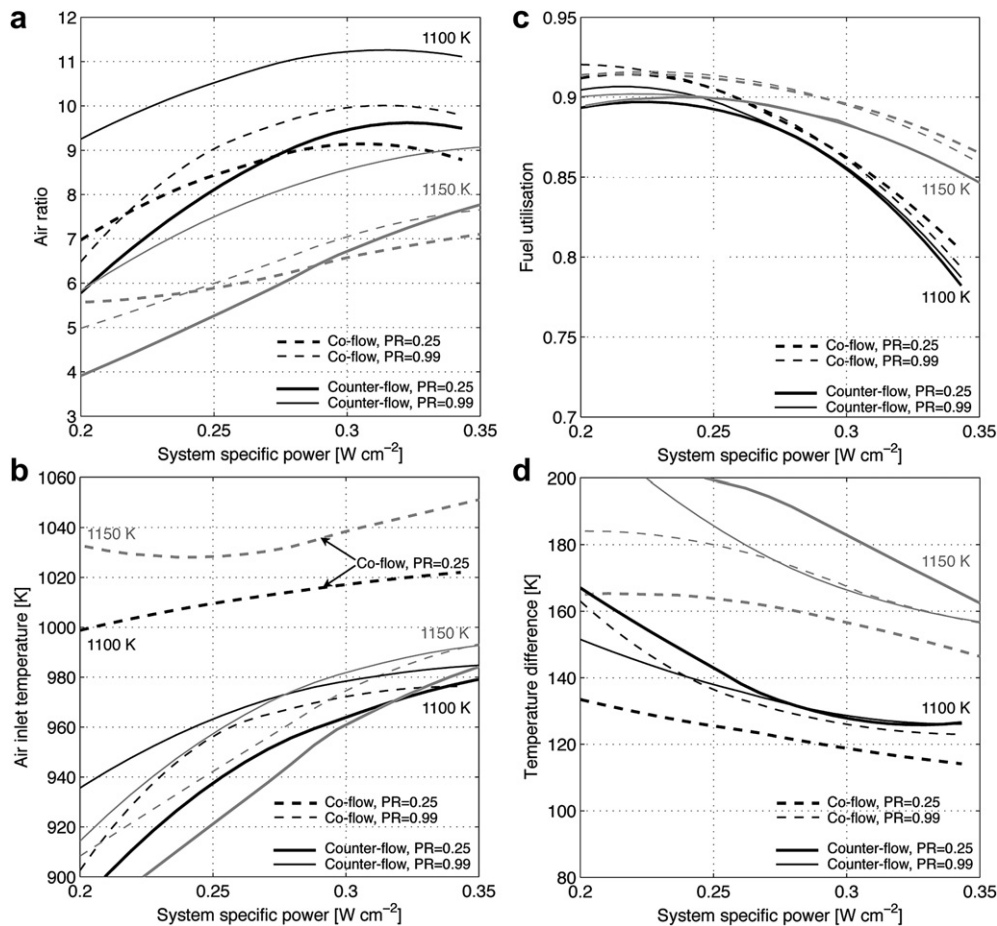 a
12
11
10
9
8
7
6
5
4
3
Air ratio
1100 K
1150 K
Co-flow, PR=0.25
Co-flow, PR=0.99
Counter-flow, PR=0.25
Counter-flow, PR=0.99
0.2
0.25
0.3
0.35
System specific power [W cm⁻²]
c
0.95
0.9
0.85
0.8
0.75
0.7
Fuel utilisation
1150 K
1100 K
Co-flow, PR=0.25
Co-flow, PR=0.99
Counter-flow, PR=0.25
Counter-flow, PR=0.99
0.2
0.25
0.3
0.35
System specific power [W cm⁻²]
b
1060
1040
1020
1000
980
960
940
920
900
Air inlet temperature [K]
1150 K
Co-flow, PR=0.25
1100 K
1150 K
1100 K
Co-flow, PR=0.25
Co-flow, PR=0.99
Counter-flow, PR=0.25
Counter-flow, PR=0.99
0.2
0.25
0.3
0.35
System specific power [W cm⁻²]
d
200
180
160
140
120
100
80
Temperature difference [K]
1150 K
1100 K
Co-flow, PR=0.25
Co-flow, PR=0.99
Counter-flow, PR=0.25
Counter-flow, PR=0.99
0.2
0.25
0.3
0.35
System specific power [W cm⁻²]